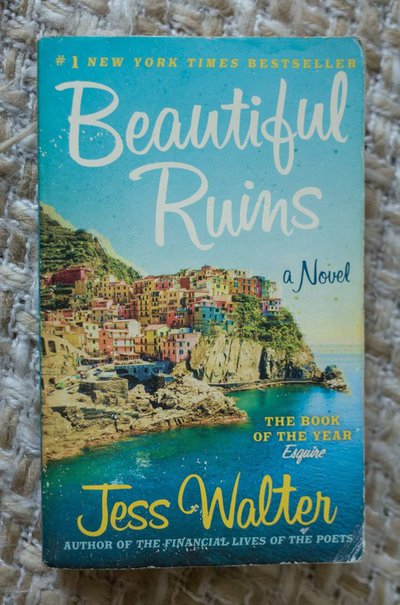 #1 NEW YORK TIMES BESTSELLER
Beautiful
Ruins
a Novel
THE BOOK
OF THE YEAR
Esquire
Jess Walter
AUTHOR OF THE FINANCIAL LIVES OF THE POETS